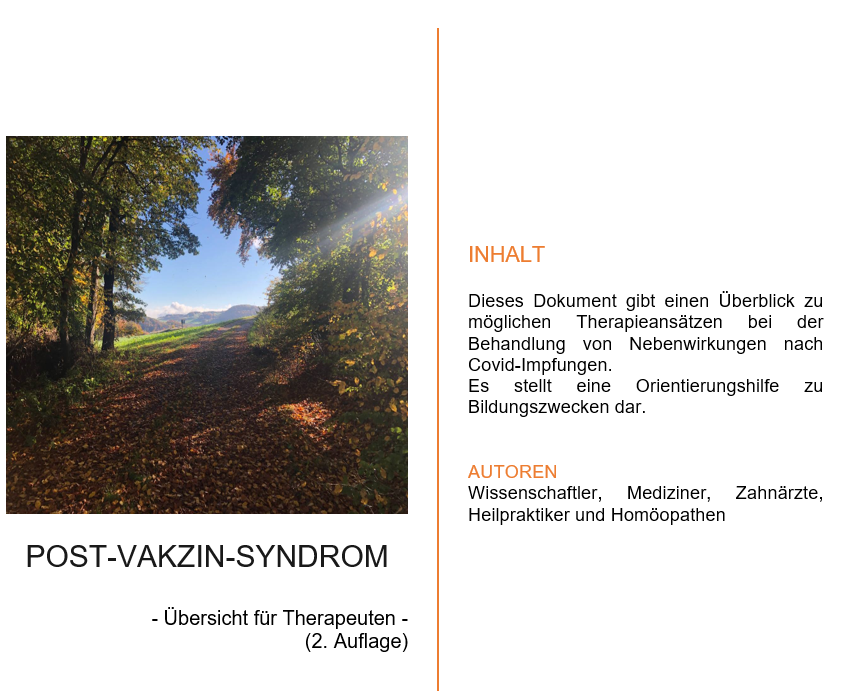 POST-VAKZIN-SYNDROM
- Übersicht für Therapeuten -
(2. Auflage)
INHALT
Dieses Dokument gibt einen Überblick zu
möglichen Therapieansätzen bei der
Behandlung von Nebenwirkungen nach
Covid-Impfungen.
Es stellt eine Orientierungshilfe zu
Bildungszwecken dar.
AUTOREN
Wissenschaftler, Mediziner, Zahnärzte,
Heilpraktiker und Homöopathen